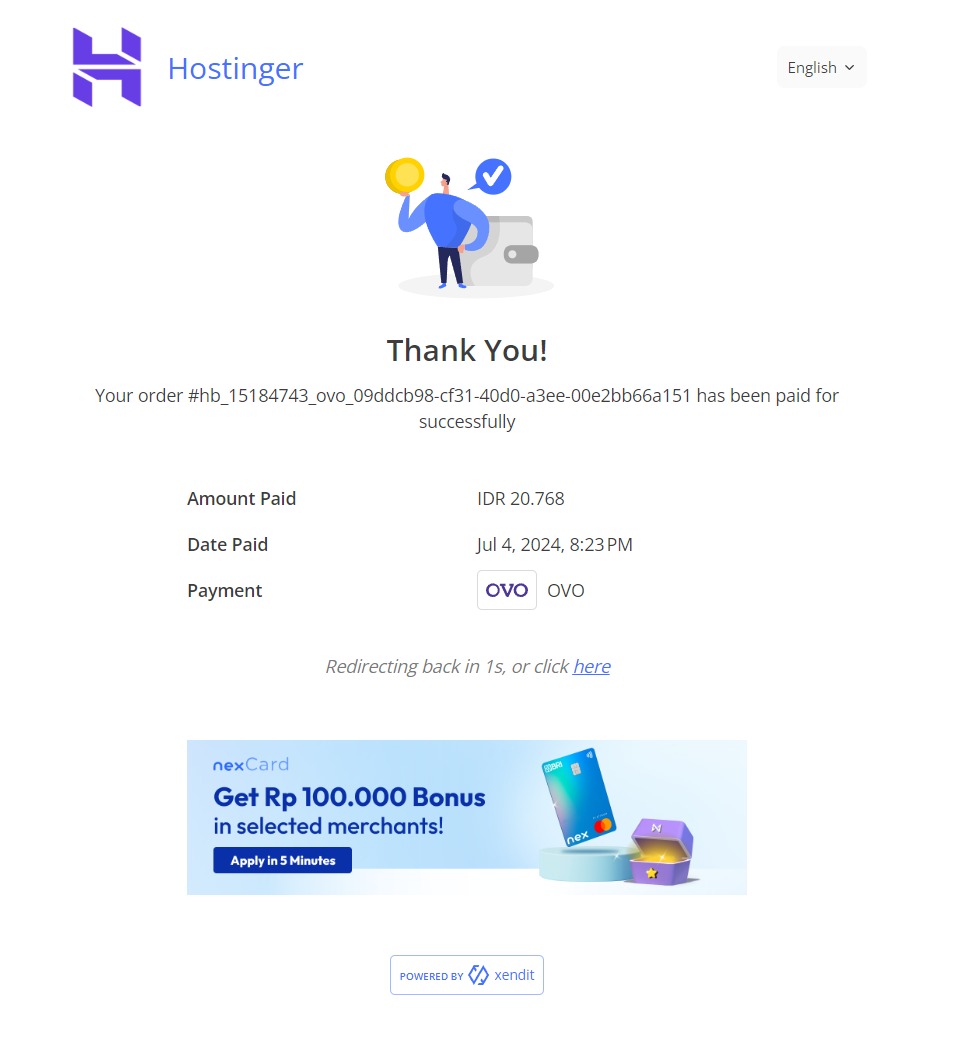 Hostinger
English
Thank You!
Your order #hb_15184743_ovo_09ddcb98-cf31-40d0-a3ee-00e2bb66a151 has been paid for
successfully
Amount Paid IDR 20.768
Date Paid Jul 4, 2024, 8:23 PM
Payment OVO OVO
Redirecting back in 1s, or click here
nexCard
Get Rp 100.000 Bonus
in selected merchants!
Apply in 5 Minutes
BRI
nex
N
POWERED BY xendit